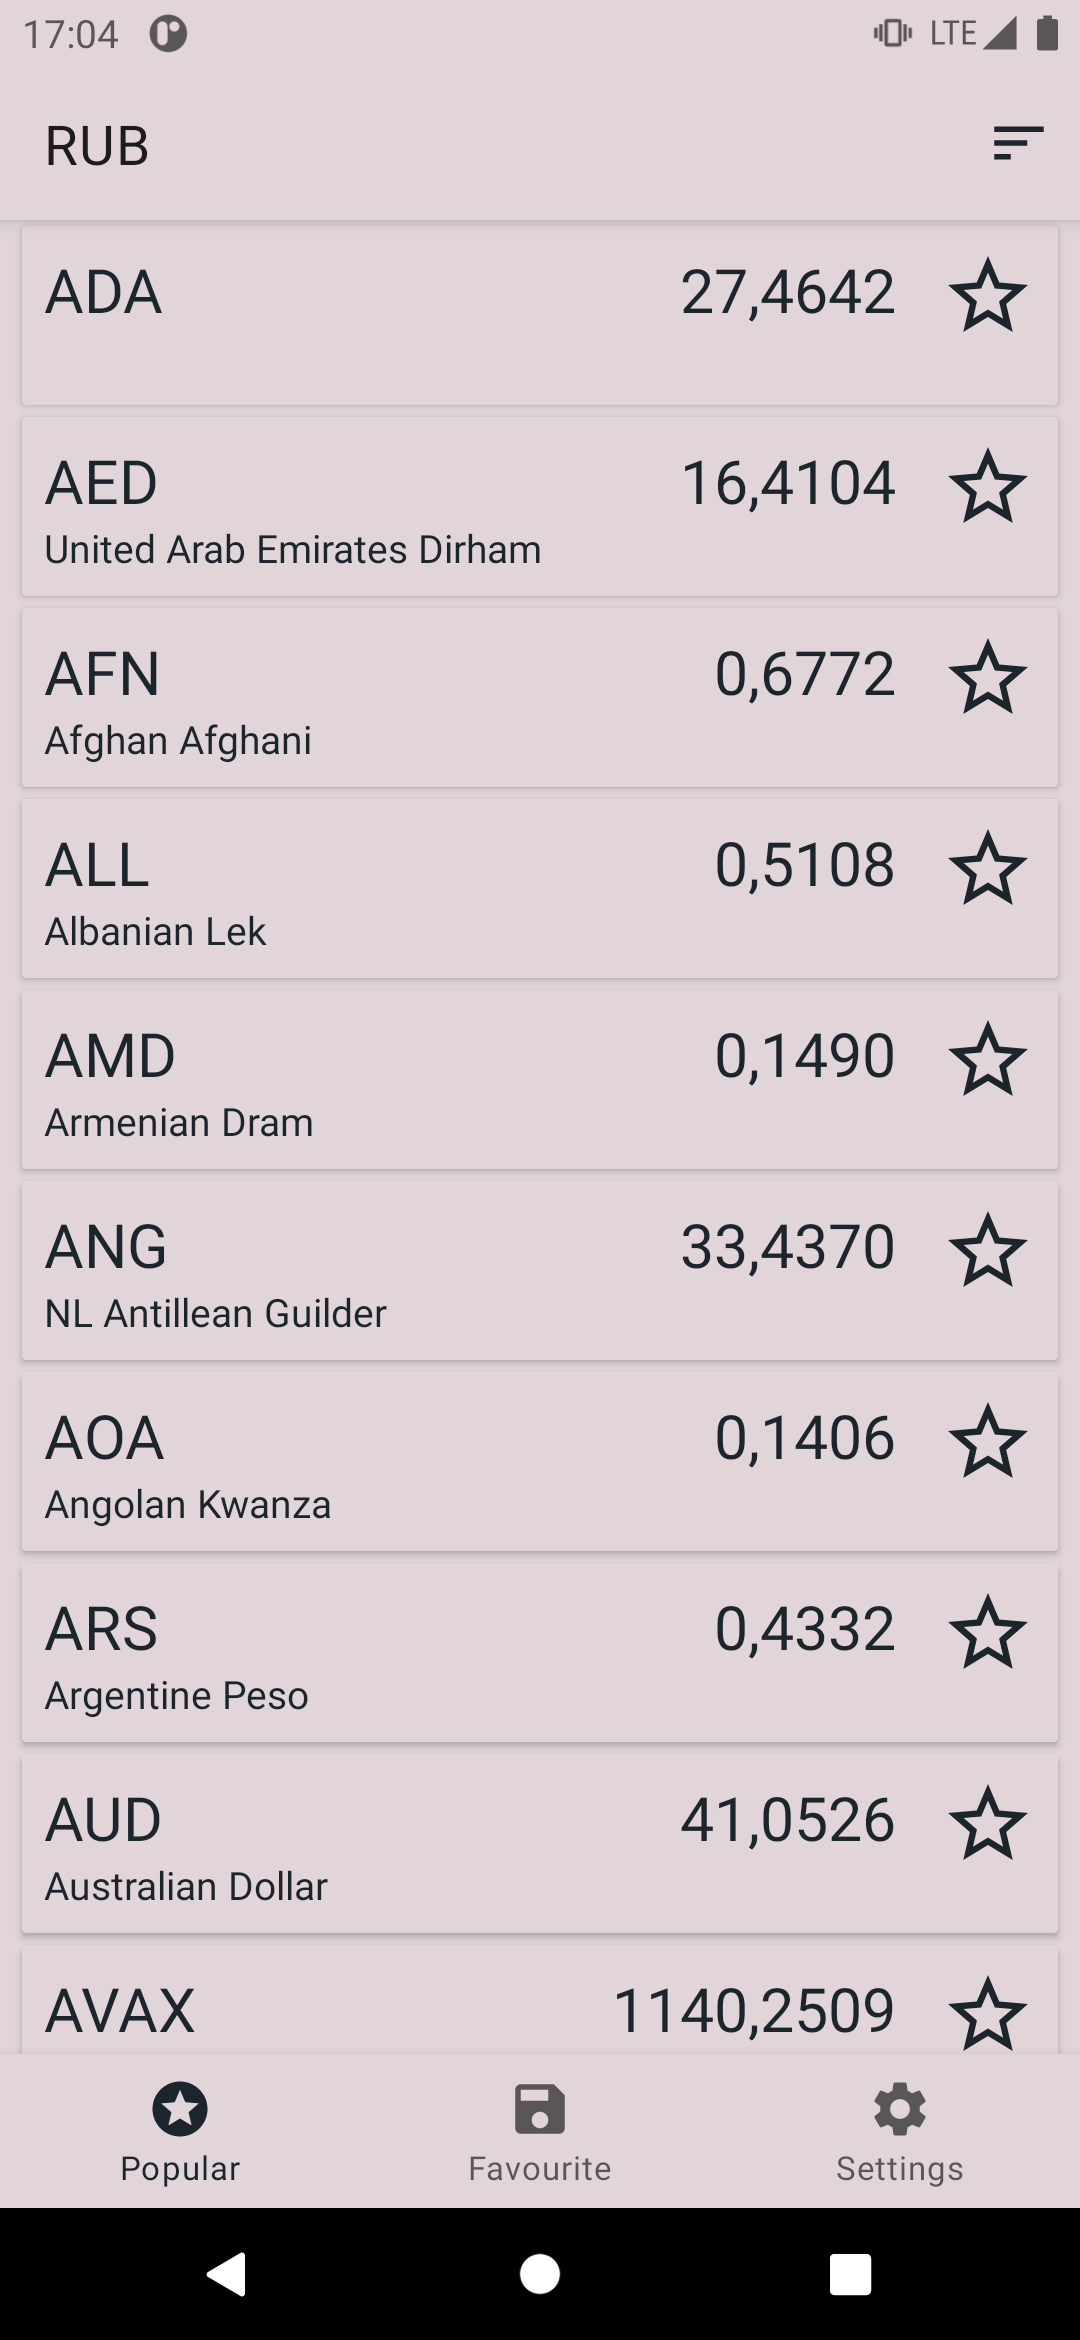 17:04 LTE
RUB
ADA 27,4642
AED 16,4104
United Arab Emirates Dirham
AFN 0,6772
Afghan Afghani
ALL 0,5108
Albanian Lek
AMD 0,1490
Armenian Dram
ANG 33,4370
NL Antillean Guilder
AOA 0,1406
Angolan Kwanza
ARS 0,4332
Argentine Peso
AUD 41,0526
Australian Dollar
AVAX 1140,2509
Popular Favourite Settings